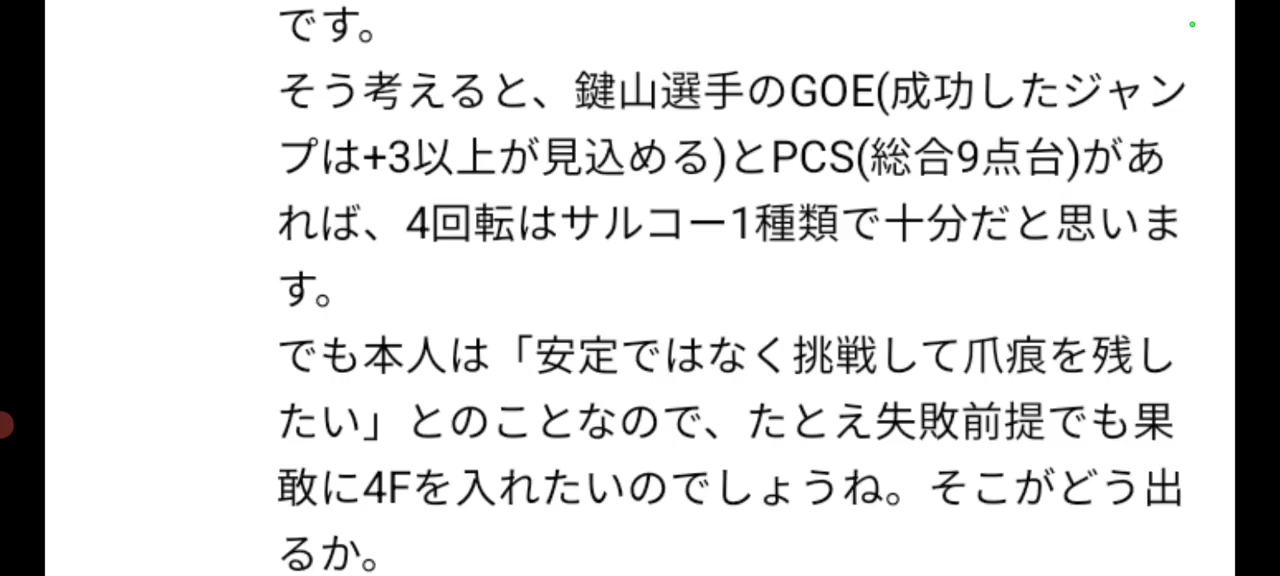 です。
そう考えると、鍵山選手のGOE(成功したジャン
プは+3以上が見込める)とPCS(総合9点台)があ
れば、4回転はサルコー1種類で十分だと思いま
す。
でも本人は「安定ではなく挑戦して爪痕を残し
たい」とのことなので、たとえ失敗前提でも果
敢に4Fを入れたいのでしょうね。そこがどう出
るか。